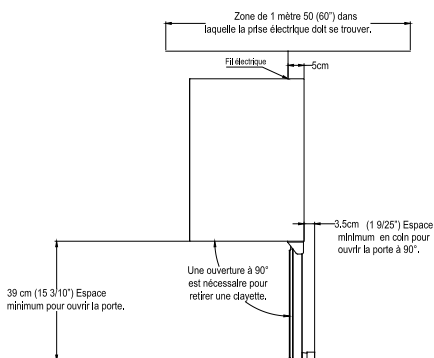 Zone de 1 mètre 50 (60") dans
laquelle la prise électrique doit se trouver.
Fil électrique
5cm
3.5cm (1 9/25") Espace
minimum en coin pour
ouvrir la porte à 90°.
Une ouverture à 90°
est nécessaire pour
retirer une clayette.
39 cm (15 3/10") Espace
minimum pour ouvrir la porte.